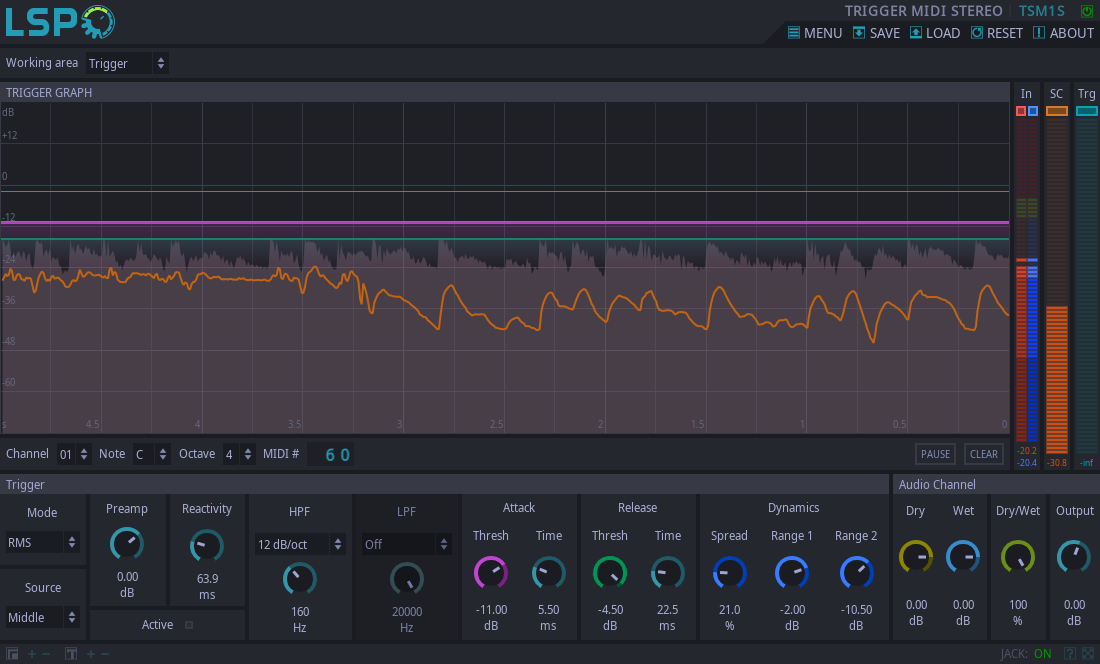 LSP
TRIGGER MIDI STEREO TSM1S
MENU SAVE LOAD RESET ABOUT
Working area Trigger
TRIGGER GRAPH
In SC Trg
dB
+12
0
-12
-24
-36
-48
-60
s 4.5 4 3.5 3 2.5 2 1.5 1 0.5 0
-20.2
-20.4 -30.8 -inf
Channel 01 Note C Octave 4 MIDI # 60 PAUSE CLEAR
Trigger
Audio Channel
Mode
RMS
Source
Middle
Preamp
0.00
dB
Reactivity
63.9
ms
Active
HPF
12 dB/oct
160
Hz
LPF
Off
20000
Hz
Attack
Thresh Time
-11.00 5.50
dB ms
Release
Thresh Time
-4.50 22.5
dB ms
Dynamics
Spread Range 1 Range 2
21.0 -2.00 -10.50
% dB dB
Dry Wet Dry/Wet Output
0.00 0.00 100 0.00
dB dB % dB
T
JACK: ON ?